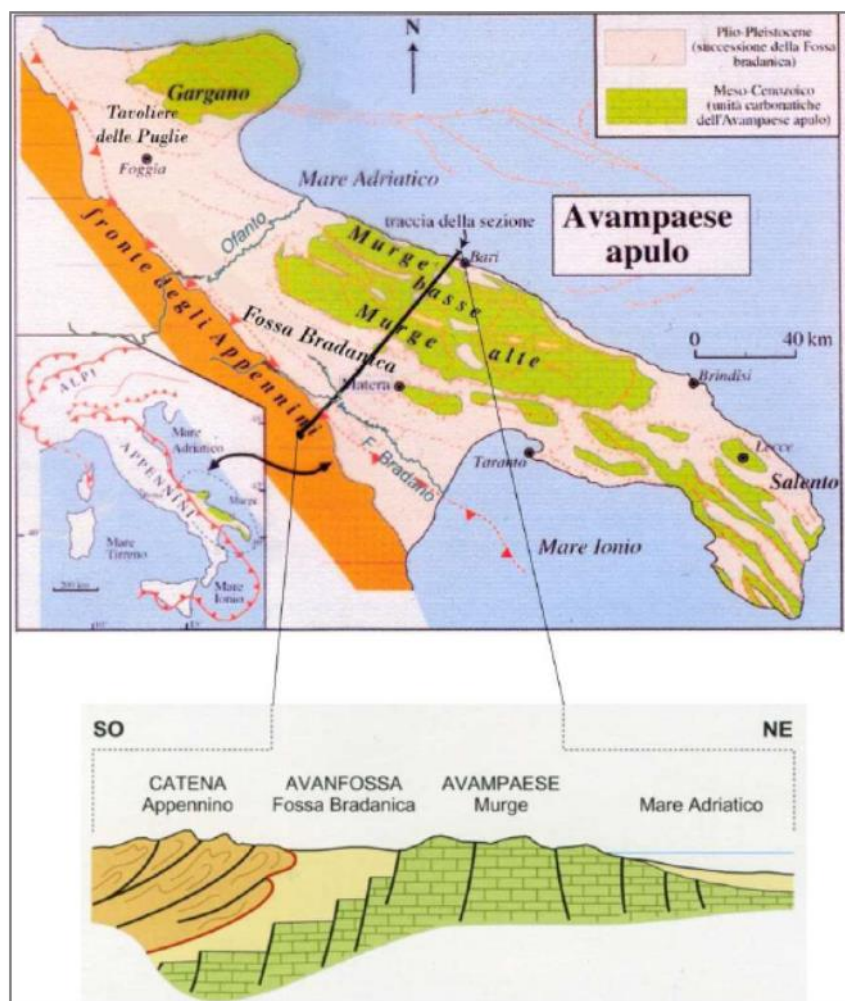 N
Plio-Pleistocene
(successione della Fossa
bradanica)
Meso-Cenozoico
(unità carbonatiche
dell'Avampaese apulo)
Gargano
Tavoliere
delle Puglie
Foggia
Mare Adriatico
Ofanto
traccia della sezione
Avampaese
apulo
Bari
Murge basse
Murge alte
fronte degli Appennini
Fossa Bradanica
0 40 km
Matera
Brindisi
F. Bradano
Taranto
Lecce
Salento
Mare Ionio
ALPI
Mare
Adriatico
APPENNINI
Murge
Mare
Tirreno
Mare
Ionio
SO NE
CATENA AVANFOSSA AVAMPAESE
Appennino Fossa Bradanica Murge Mare Adriatico